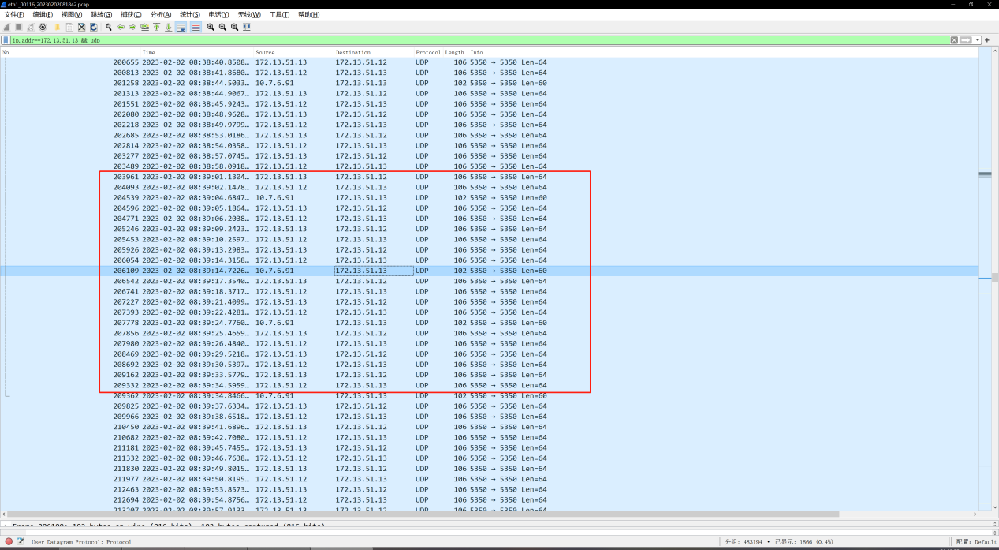 eth1_00116_20230202081842.pcap
文件(F) 编辑(E) 视图(V) 跳转(G) 捕获(C) 分析(A) 统计(S) 电话(Y) 无线(W) 工具(T) 帮助(H)
ip.addr==172.13.51.13 && udp
No. Time Source Destination Protocol Length Info
200655 2023-02-02 08:38:40.8508… 172.13.51.13 172.13.51.12 UDP 106 5350 → 5350 Len=64
200813 2023-02-02 08:38:41.8680… 172.13.51.12 172.13.51.13 UDP 106 5350 → 5350 Len=64
201258 2023-02-02 08:38:44.5033… 10.7.6.91 172.13.51.13 UDP 102 5350 → 5350 Len=60
201313 2023-02-02 08:38:44.9067… 172.13.51.13 172.13.51.12 UDP 106 5350 → 5350 Len=64
201551 2023-02-02 08:38:45.9243… 172.13.51.12 172.13.51.13 UDP 106 5350 → 5350 Len=64
202080 2023-02-02 08:38:48.9628… 172.13.51.13 172.13.51.12 UDP 106 5350 → 5350 Len=64
202218 2023-02-02 08:38:49.9799… 172.13.51.12 172.13.51.13 UDP 106 5350 → 5350 Len=64
202685 2023-02-02 08:38:53.0186… 172.13.51.13 172.13.51.12 UDP 106 5350 → 5350 Len=64
202814 2023-02-02 08:38:54.0358… 172.13.51.12 172.13.51.13 UDP 106 5350 → 5350 Len=64
203277 2023-02-02 08:38:57.0745… 172.13.51.13 172.13.51.12 UDP 106 5350 → 5350 Len=64
203489 2023-02-02 08:38:58.0918… 172.13.51.12 172.13.51.13 UDP 106 5350 → 5350 Len=64
203961 2023-02-02 08:39:01.1304… 172.13.51.13 172.13.51.12 UDP 106 5350 → 5350 Len=64
204093 2023-02-02 08:39:02.1478… 172.13.51.12 172.13.51.13 UDP 106 5350 → 5350 Len=64
204539 2023-02-02 08:39:04.6847… 10.7.6.91 172.13.51.13 UDP 102 5350 → 5350 Len=60
204596 2023-02-02 08:39:05.1864… 172.13.51.13 172.13.51.12 UDP 106 5350 → 5350 Len=64
204771 2023-02-02 08:39:06.2038… 172.13.51.12 172.13.51.13 UDP 106 5350 → 5350 Len=64
205246 2023-02-02 08:39:09.2423… 172.13.51.13 172.13.51.12 UDP 106 5350 → 5350 Len=64
205453 2023-02-02 08:39:10.2597… 172.13.51.12 172.13.51.13 UDP 106 5350 → 5350 Len=64
205926 2023-02-02 08:39:13.2983… 172.13.51.13 172.13.51.12 UDP 106 5350 → 5350 Len=64
206054 2023-02-02 08:39:14.3158… 172.13.51.12 172.13.51.13 UDP 106 5350 → 5350 Len=64
206109 2023-02-02 08:39:14.7226… 10.7.6.91 172.13.51.13 UDP 102 5350 → 5350 Len=60
206542 2023-02-02 08:39:17.3540… 172.13.51.13 172.13.51.12 UDP 106 5350 → 5350 Len=64
206741 2023-02-02 08:39:18.3717… 172.13.51.12 172.13.51.13 UDP 106 5350 → 5350 Len=64
207227 2023-02-02 08:39:21.4099… 172.13.51.13 172.13.51.12 UDP 106 5350 → 5350 Len=64
207393 2023-02-02 08:39:22.4281… 172.13.51.12 172.13.51.13 UDP 106 5350 → 5350 Len=64
207778 2023-02-02 08:39:24.7760… 10.7.6.91 172.13.51.13 UDP 102 5350 → 5350 Len=60
207856 2023-02-02 08:39:25.4659… 172.13.51.13 172.13.51.12 UDP 106 5350 → 5350 Len=64
207980 2023-02-02 08:39:26.4840… 172.13.51.12 172.13.51.13 UDP 106 5350 → 5350 Len=64
208469 2023-02-02 08:39:29.5218… 172.13.51.13 172.13.51.12 UDP 106 5350 → 5350 Len=64
208692 2023-02-02 08:39:30.5397… 172.13.51.12 172.13.51.13 UDP 106 5350 → 5350 Len=64
209162 2023-02-02 08:39:33.5779… 172.13.51.13 172.13.51.12 UDP 106 5350 → 5350 Len=64
209332 2023-02-02 08:39:34.5959… 172.13.51.12 172.13.51.13 UDP 106 5350 → 5350 Len=64
209362 2023-02-02 08:39:34.8466… 10.7.6.91 172.13.51.13 UDP 102 5350 → 5350 Len=60
209825 2023-02-02 08:39:37.6334… 172.13.51.13 172.13.51.12 UDP 106 5350 → 5350 Len=64
209966 2023-02-02 08:39:38.6518… 172.13.51.12 172.13.51.13 UDP 106 5350 → 5350 Len=64
210450 2023-02-02 08:39:41.6896… 172.13.51.13 172.13.51.12 UDP 106 5350 → 5350 Len=64
210682 2023-02-02 08:39:42.7080… 172.13.51.12 172.13.51.13 UDP 106 5350 → 5350 Len=64
211181 2023-02-02 08:39:45.7455… 172.13.51.13 172.13.51.12 UDP 106 5350 → 5350 Len=64
211332 2023-02-02 08:39:46.7638… 172.13.51.12 172.13.51.13 UDP 106 5350 → 5350 Len=64
211830 2023-02-02 08:39:49.8015… 172.13.51.13 172.13.51.12 UDP 106 5350 → 5350 Len=64
211977 2023-02-02 08:39:50.8195… 172.13.51.12 172.13.51.13 UDP 106 5350 → 5350 Len=64
212463 2023-02-02 08:39:53.8573… 172.13.51.13 172.13.51.12 UDP 106 5350 → 5350 Len=64
212694 2023-02-02 08:39:54.8756… 172.13.51.12 172.13.51.13 UDP 106 5350 → 5350 Len=64
213207 2023-02-02 08:39:57.9133… 172.13.51.13 172.13.51.12 UDP 106 5350 → 5350 Len=64
Frame 206109: 102 bytes on wire (816 bits), 102 bytes captured (816 bits)
User Datagram Protocol: Protocol 分组: 483194 · 已显示: 1866 (0.4%) 配置: Default